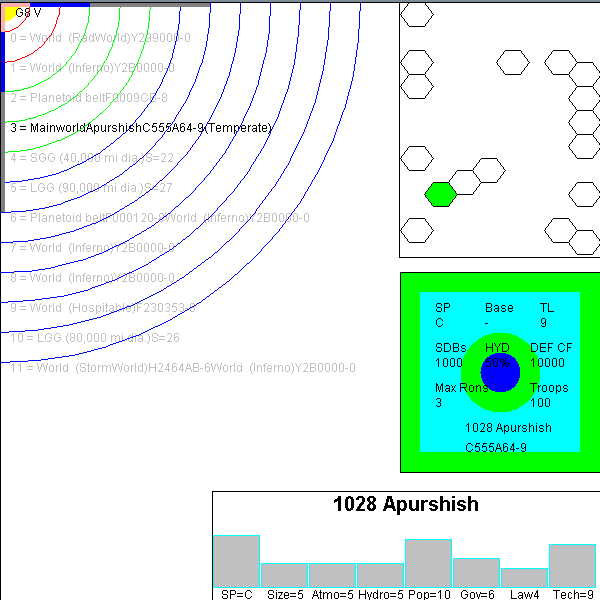 G8 V
0 = World (RadWorld)Y299000-0
1 = World (Inferno)Y2B0000-0
2 = Planetoid beltF0009CB-8
3 = MainworldApurshishC555A64-9(Temperate)
4 = SGG (40,000 mi dia.)S=22
5 = LGG (90,000 mi dia.)S=27
6 = Planetoid beltF000120-9World (Inferno)Y2B0000-0
7 = World (Inferno)Y2B0000-0
8 = World (Inferno)Y2B0000-0
9 = World (Hospitable)F230353-8
10 = LGG (80,000 mi dia.)S=26
11 = World (StormWorld)H2464AB-6World (Inferno)Y2B0000-0
SP Base TL
C - 9
SDBs HYD DEF CF
1000 50% 10000
Max Rons Troops
3 100
1028 Apurshish
C555A64-9
1028 Apurshish
SP=C Size=5 Atmo=5 Hydro=5 Pop=10 Gov=6 Law4 Tech=9